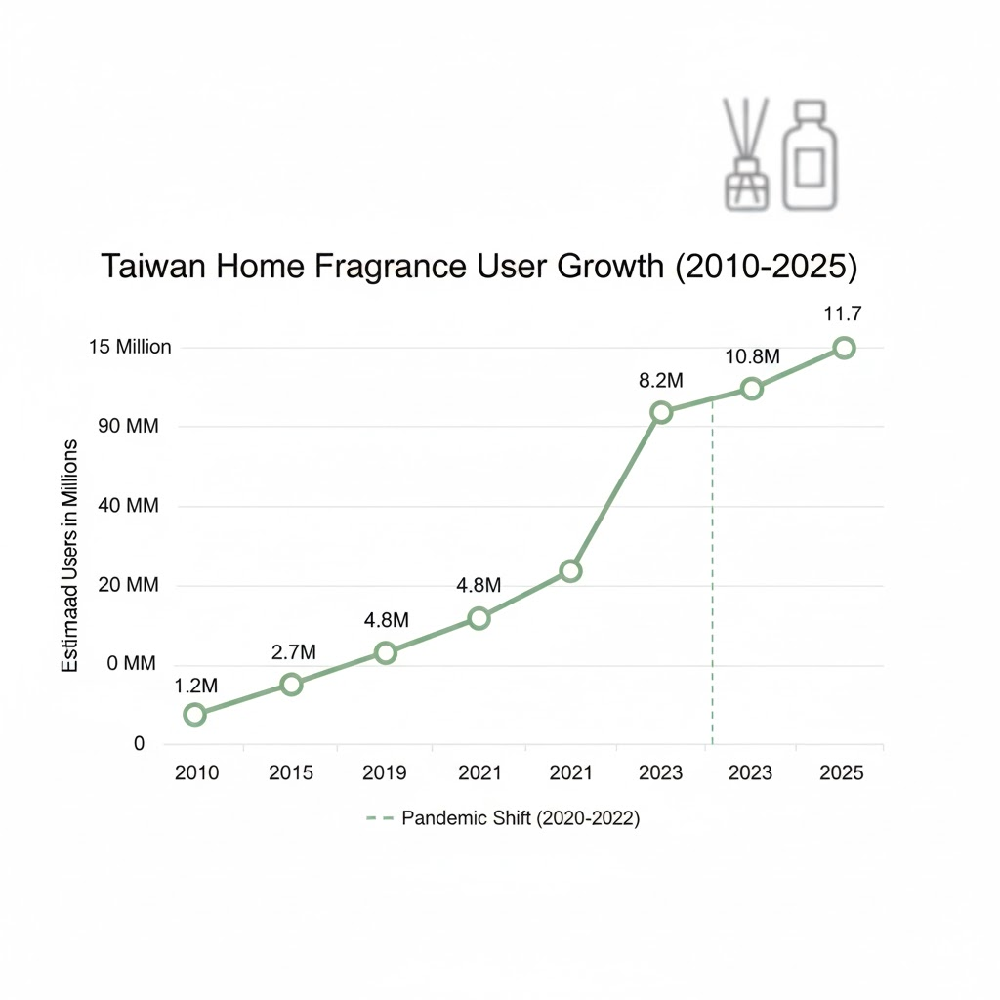 Taiwan Home Fragrance User Growth (2010-2025)
11.7
15 Million
10.8M
8.2M
90 MM
40 MM
20 MM
4.8M
4.8M
2.7M
0 MM
1.2M
0
Estimaad Users in Millions
2010 2015 2019 2021 2021 2023 2023 2025
Pandemic Shift (2020-2022)